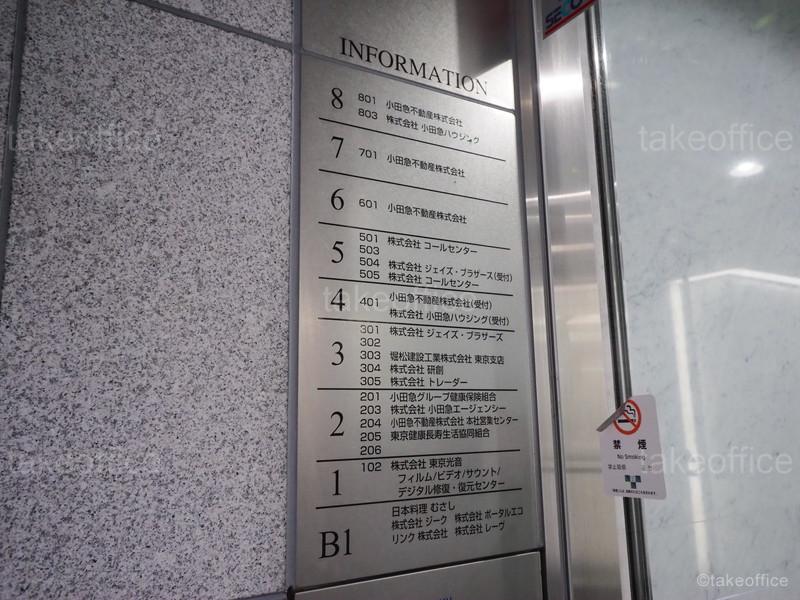 SECO
INFORMATION
8 801 小田急不動産株式会社
803 株式会社 小田急ハウジング
7 701 小田急不動産株式会社
6 601 小田急不動産株式会社
5 501 株式会社 コールセンター
503
504 株式会社 ジェイズ・ブラザーズ(受付)
505 株式会社 コールセンター
4 401 小田急不動産株式会社(受付)
株式会社 小田急ハウジング(受付)
3 301 株式会社 ジェイズ・ブラザーズ
302
303 堀松建設工業株式会社 東京支店
304 株式会社 研創
305 株式会社 トレーダー
2 201 小田急グループ健康保険組合
203 株式会社 小田急エージェンシー
204 小田急不動産株式会社 本社営業センター
205 東京健康長寿生活協同組合
206
1 102 株式会社 東京光音
フィルム/ビデオ/サウンド/
デジタル修復・復元センター
B1 日本料理 むさし
株式会社 ジーク 株式会社 ポータルエコ
リンク 株式会社 株式会社 レーヴ
禁煙
No Smoking
takeoffice
takeoffice
takeoffice
takeoffice
takeoffice
takeoffice
©takeoffice